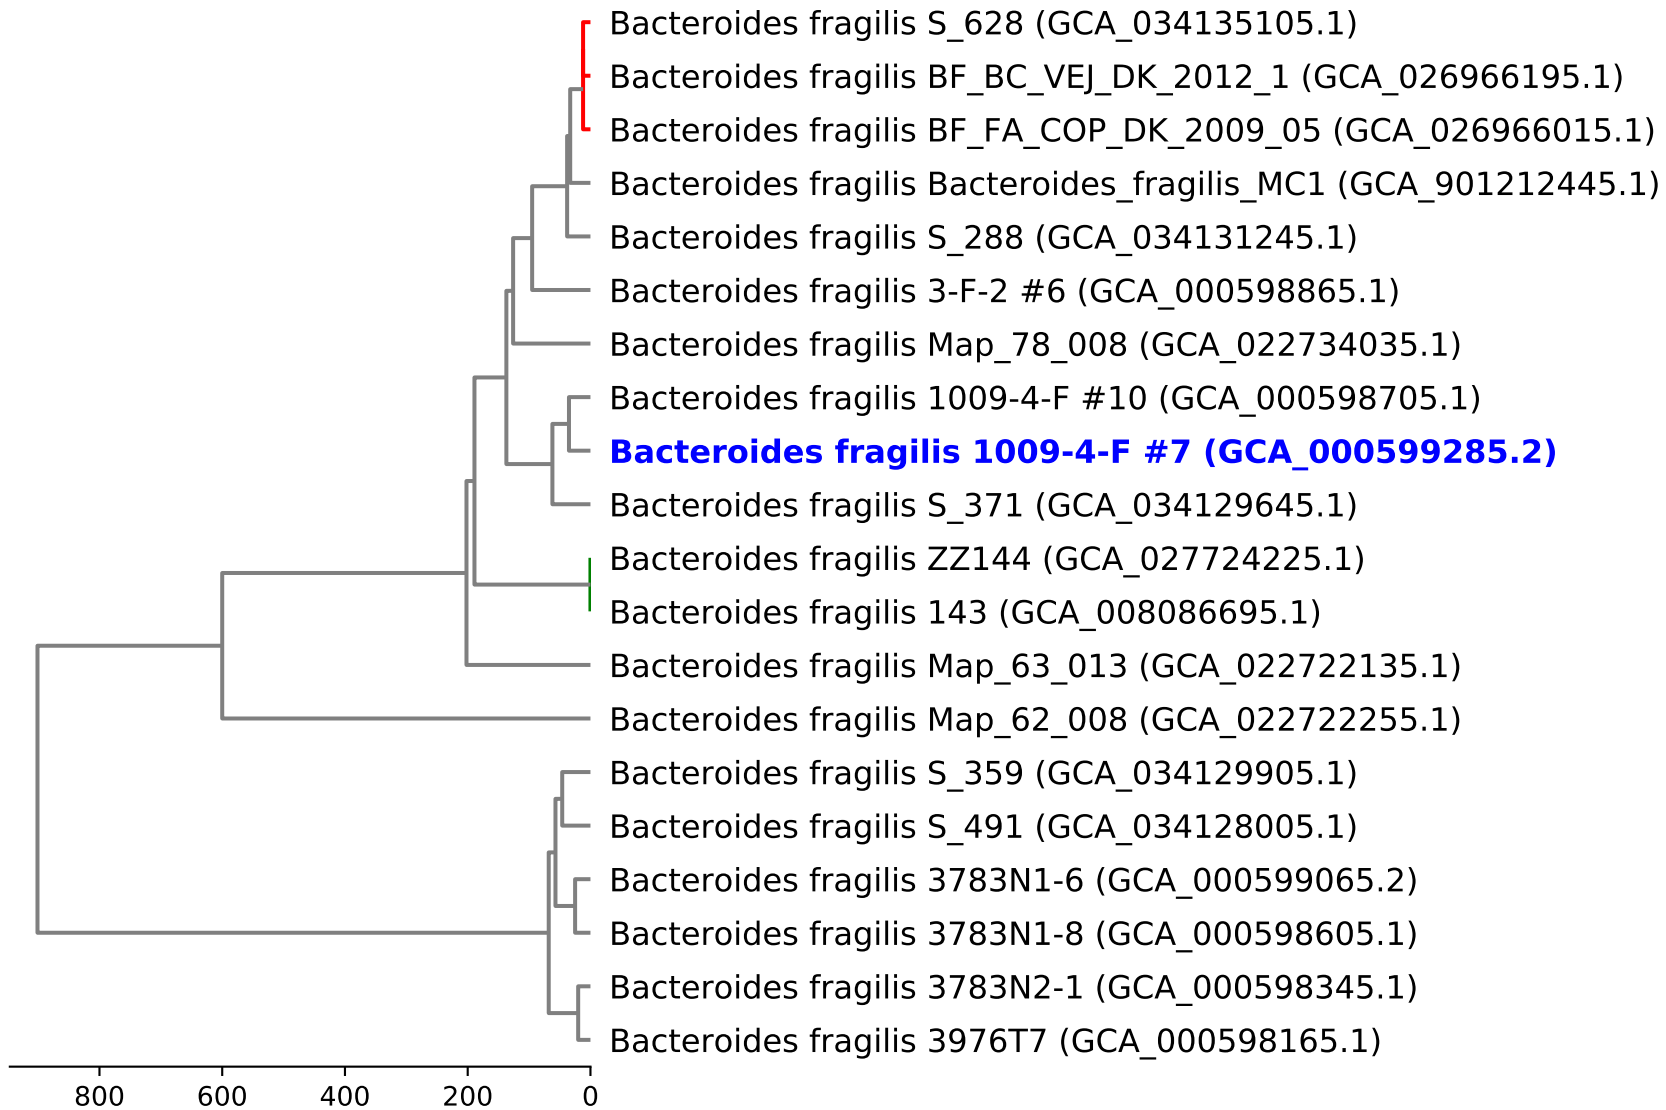 Bacteroides fragilis S_628 (GCA_034135105.1)
Bacteroides fragilis BF_BC_VEJ_DK_2012_1 (GCA_026966195.1)
Bacteroides fragilis BF_FA_COP_DK_2009_05 (GCA_026966015.1)
Bacteroides fragilis Bacteroides_fragilis_MC1 (GCA_901212445.1)
Bacteroides fragilis S_288 (GCA_034131245.1)
Bacteroides fragilis 3-F-2 #6 (GCA_000598865.1)
Bacteroides fragilis Map_78_008 (GCA_022734035.1)
Bacteroides fragilis 1009-4-F #10 (GCA_000598705.1)
Bacteroides fragilis 1009-4-F #7 (GCA_000599285.2)
Bacteroides fragilis S_371 (GCA_034129645.1)
Bacteroides fragilis ZZ144 (GCA_027724225.1)
Bacteroides fragilis 143 (GCA_008086695.1)
Bacteroides fragilis Map_63_013 (GCA_022722135.1)
Bacteroides fragilis Map_62_008 (GCA_022722255.1)
Bacteroides fragilis S_359 (GCA_034129905.1)
Bacteroides fragilis S_491 (GCA_034128005.1)
Bacteroides fragilis 3783N1-6 (GCA_000599065.2)
Bacteroides fragilis 3783N1-8 (GCA_000598605.1)
Bacteroides fragilis 3783N2-1 (GCA_000598345.1)
Bacteroides fragilis 3976T7 (GCA_000598165.1)
800 600 400 200 0